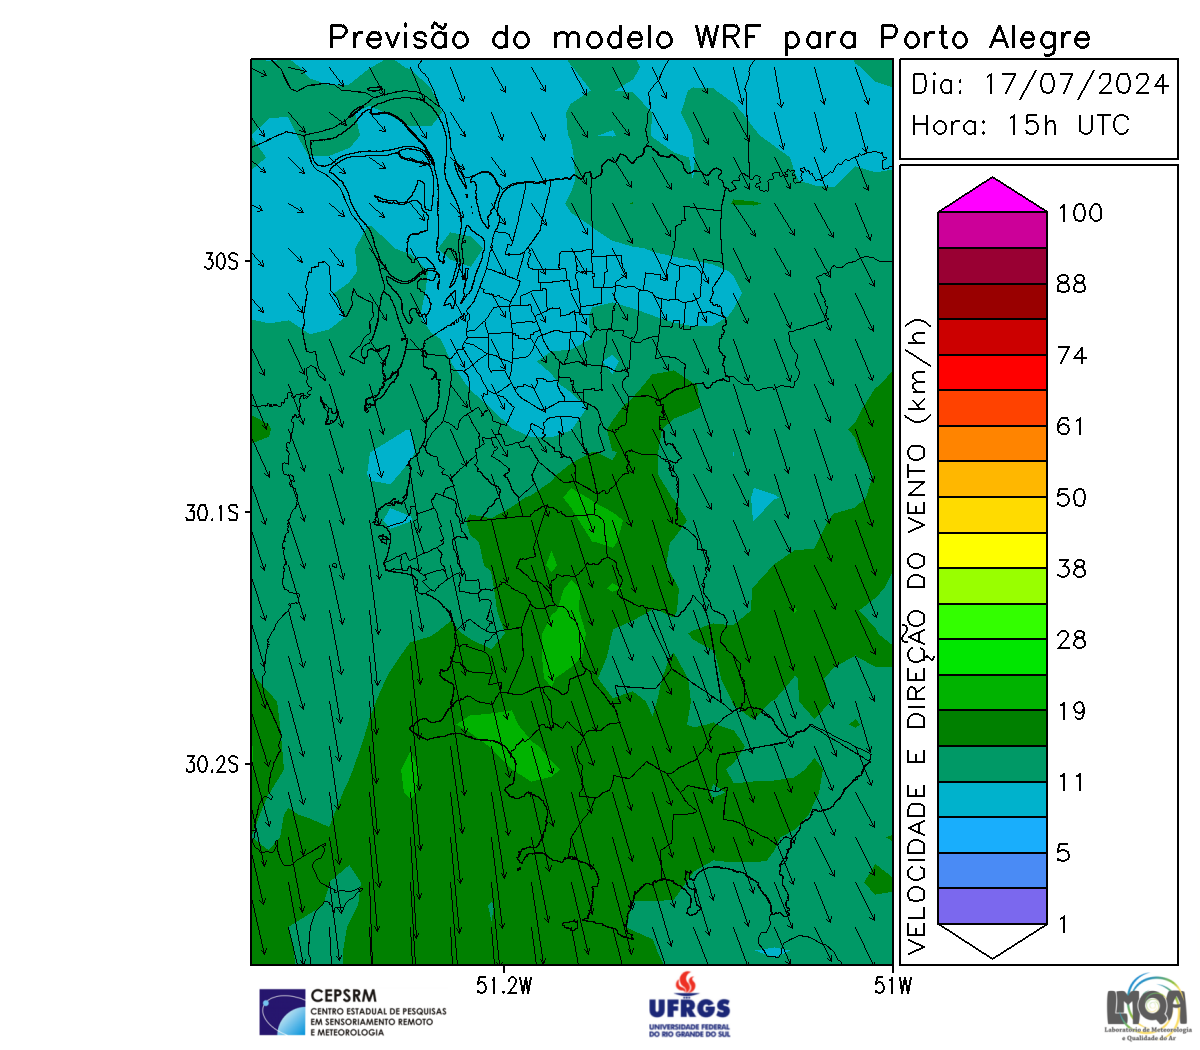 Previsão do modelo WRF para Porto Alegre
Dia: 17/07/2024
Hora: 15h UTC
30S
30.1S
30.2S
51.2W
51W
VELOCIDADE E DIREÇÃO DO VENTO (km/h)
100
88
74
61
50
38
28
19
11
5
1
CEPSRM
CENTRO ESTADUAL DE PESQUISAS
EM SENSORIAMENTO REMOTO
E METEOROLOGIA
UFRGS
UNIVERSIDADE FEDERAL
DO RIO GRANDE DO SUL
LMQA
Laboratório de Meteorologia
e Qualidade do Ar